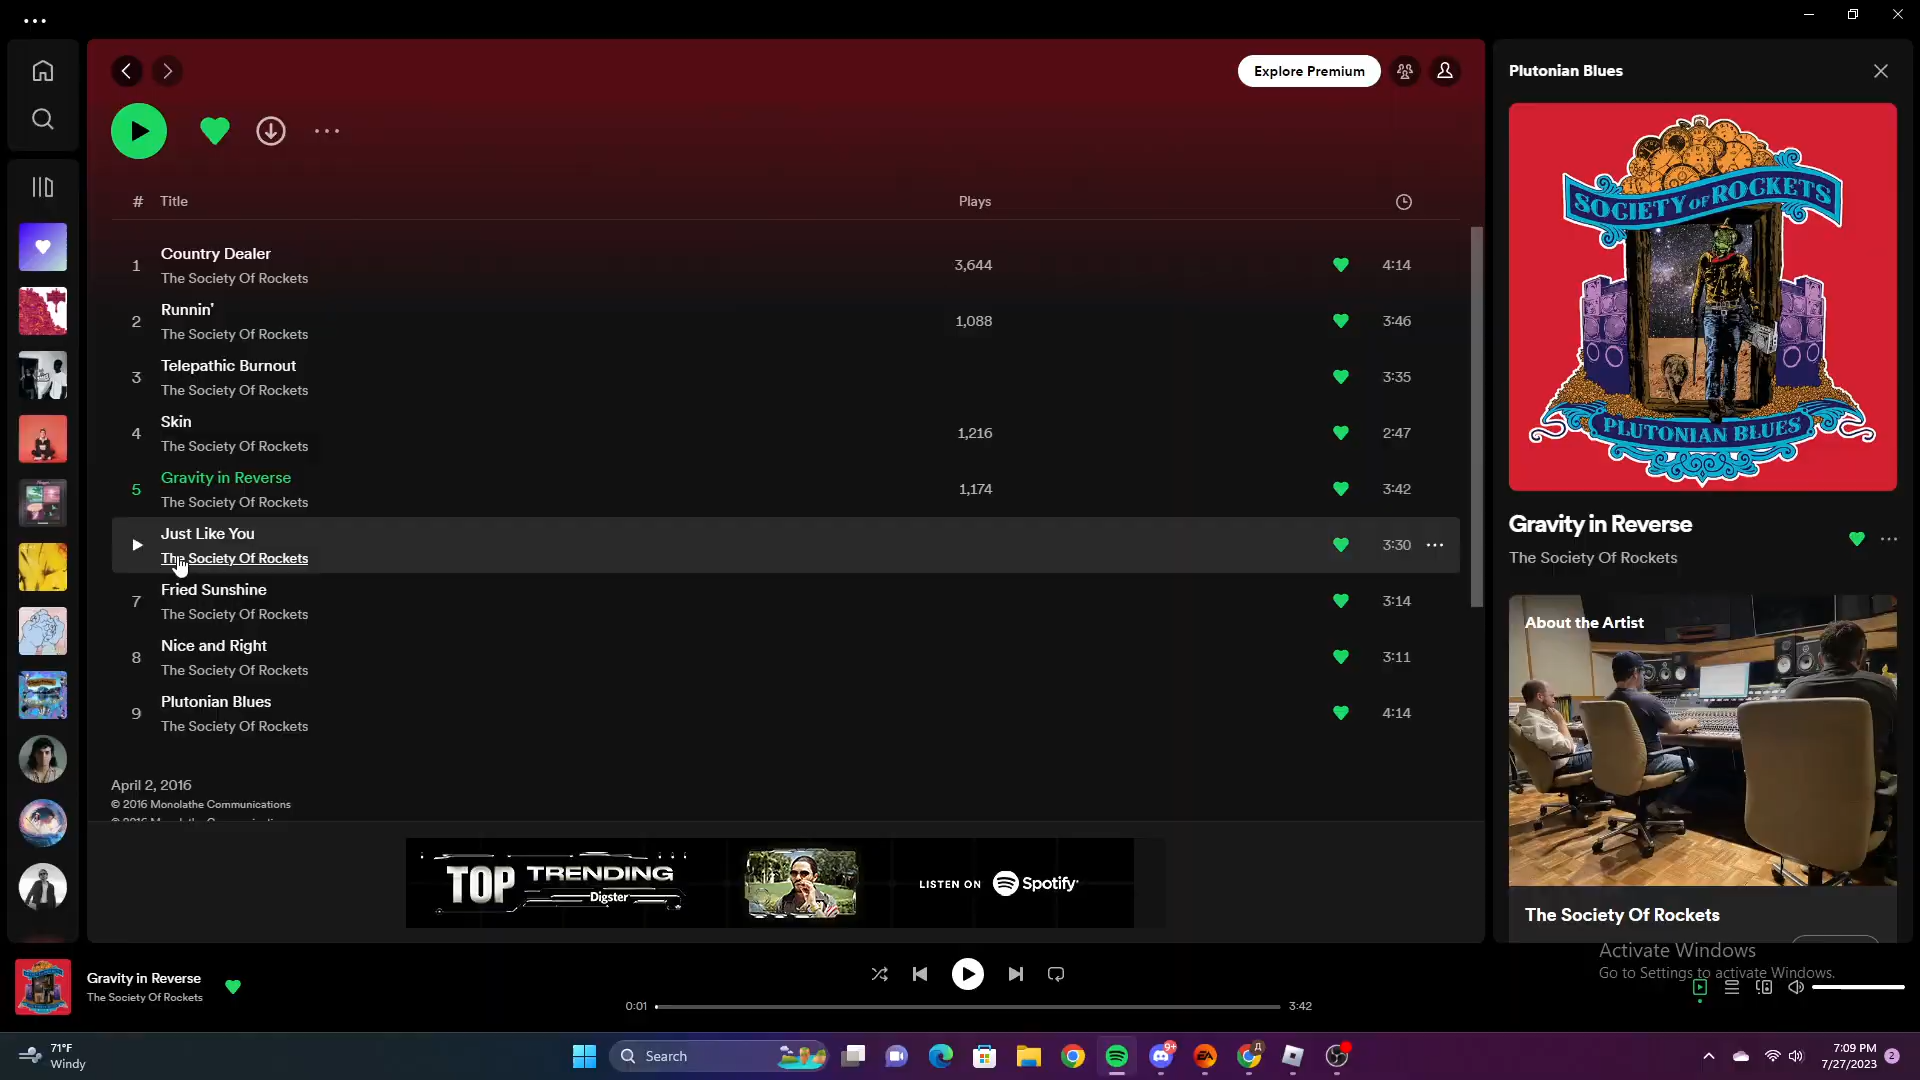 Explore Premium
Plutonian Blues
# Title Plays
1 Country Dealer 3,644 4:14
The Society Of Rockets
2 Runnin' 1,088 3:46
The Society Of Rockets
3 Telepathic Burnout 3:35
The Society Of Rockets
4 Skin 1,216 2:47
The Society Of Rockets
5 Gravity in Reverse 1,174 3:42
The Society Of Rockets
Just Like You 3:30
The Society Of Rockets
7 Fried Sunshine 3:14
The Society Of Rockets
8 Nice and Right 3:11
The Society Of Rockets
9 Plutonian Blues 4:14
The Society Of Rockets
April 2, 2016
© 2016 Monolathe Communications
TOP TRENDING
Digster
LISTEN ON Spotify
SOCIETY OF ROCKETS
PLUTONIAN BLUES
Gravity in Reverse
The Society Of Rockets
About the Artist
The Society Of Rockets
Activate Windows
Go to Settings to activate Windows.
Gravity in Reverse
The Society Of Rockets
0:01 3:42
71°F
Windy
Search
9+
7:09 PM
7/27/2023
2